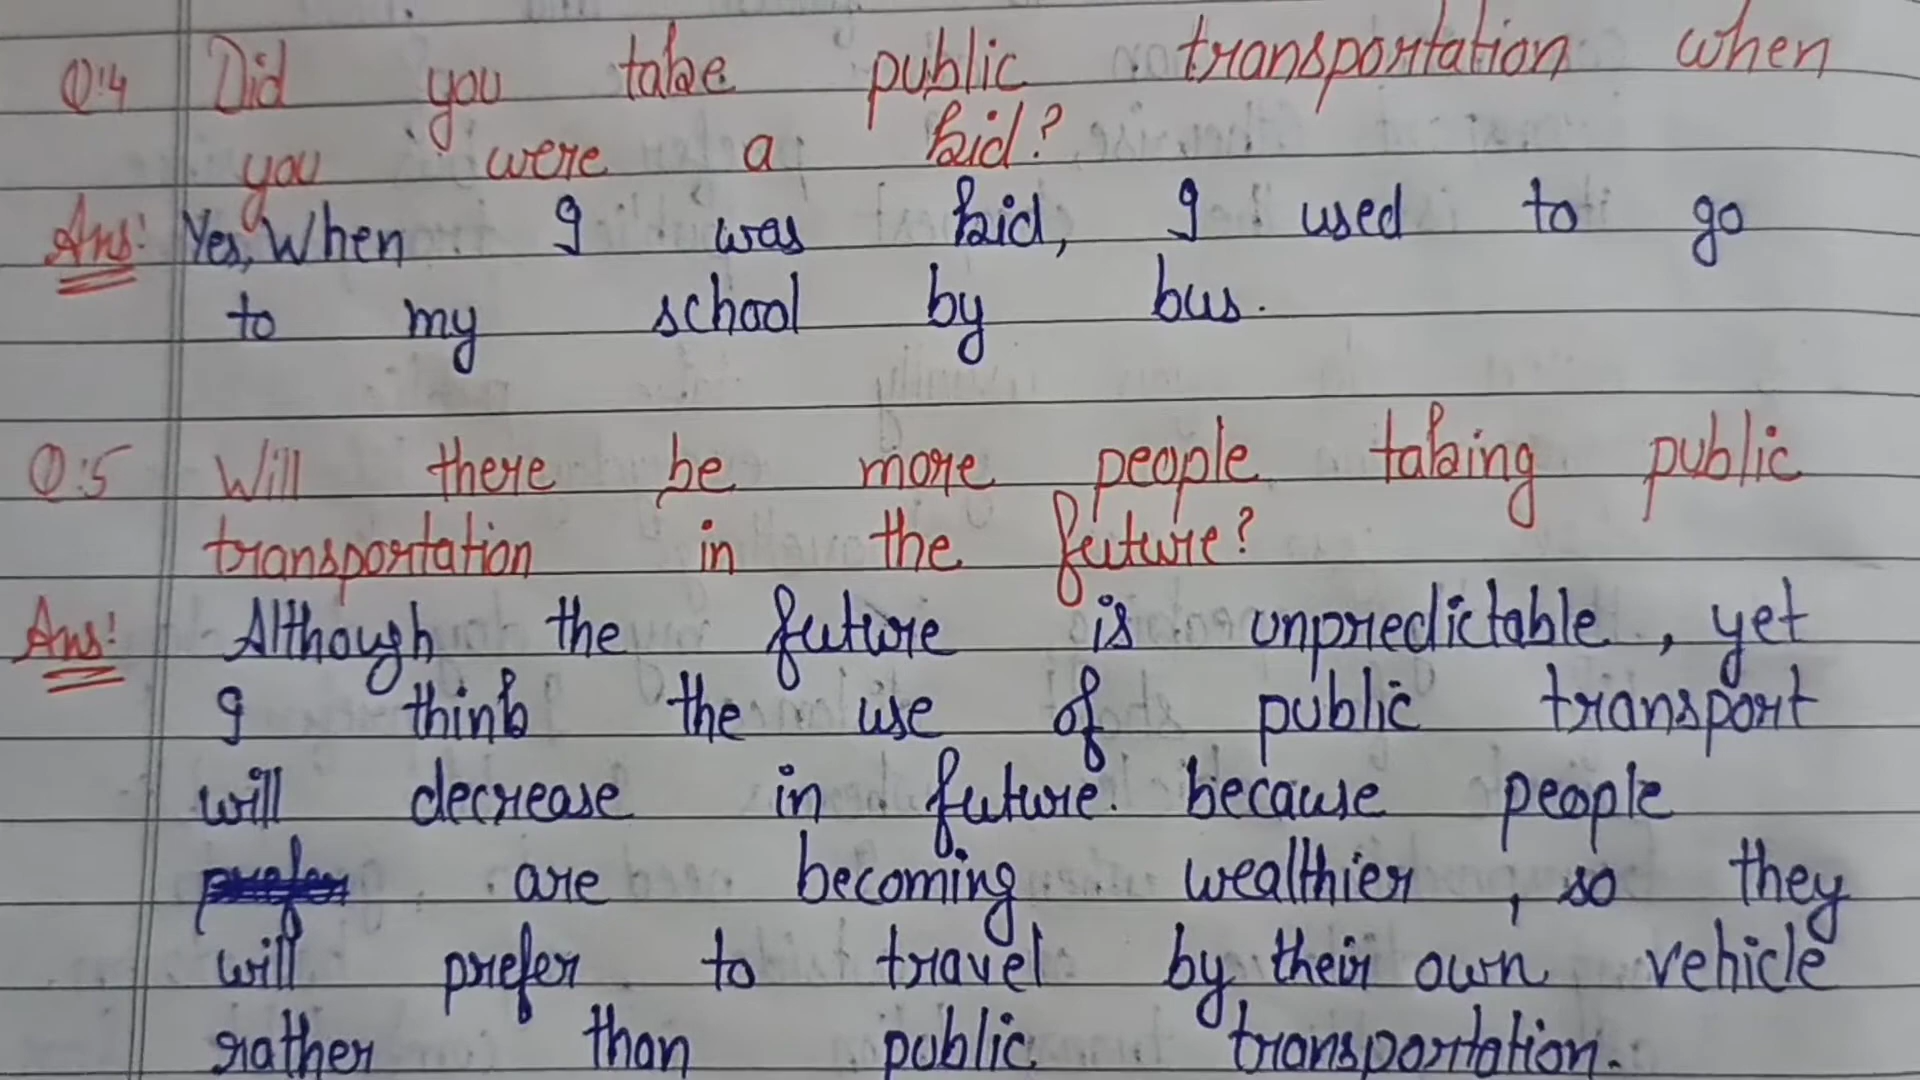 Q:4 Did you take public transportation when
you were a kid?
Ans: Yes, When I was kid, I used to go
to my school by bus.
Q:5 Will there be more people taking public
transportation in the future?
Ans: Although the future is unpredictable, yet
I think the use of public transport
will decrease in future because people
are becoming wealthier, so they
will prefer to travel by their own vehicle
rather than public transportation.